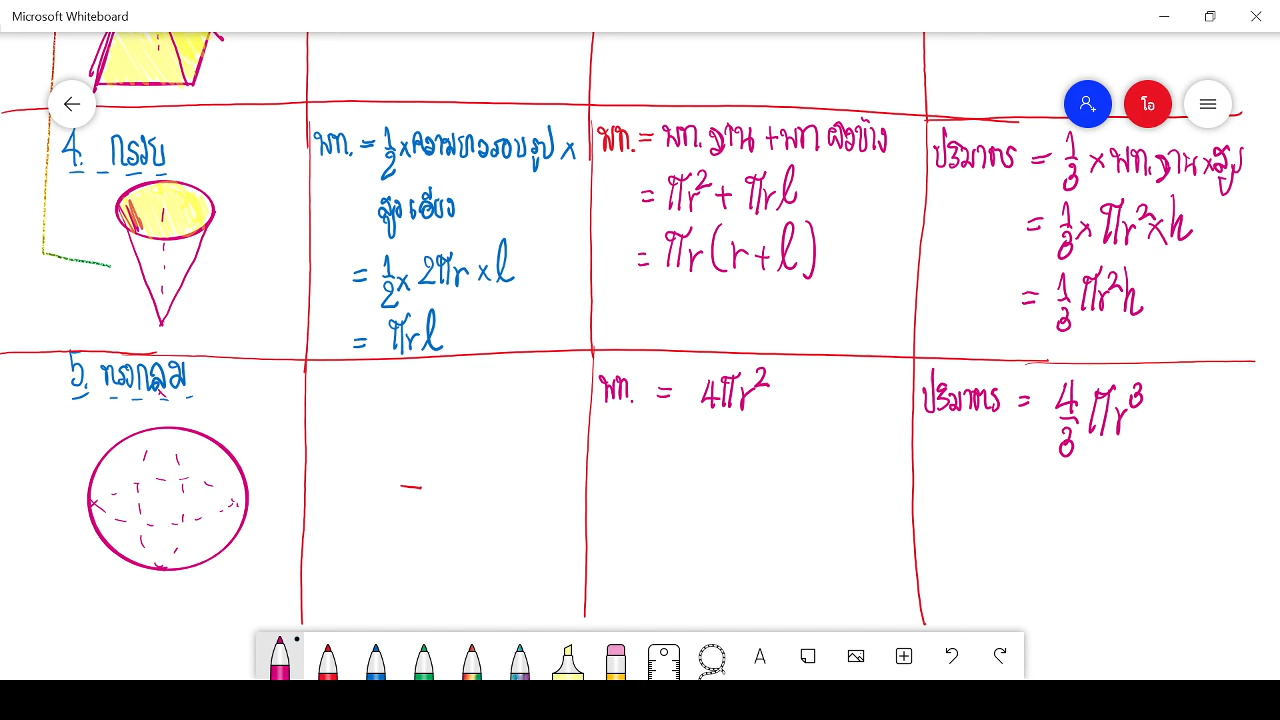 Microsoft Whiteboard
โอ
4. กรวย
พท. = 1/2 × ความยาวรอบรูป ×
สูงเอียง
= 1/2 × 2πr × l
= πrl
พท. = พท. ฐาน + พท ผิวข้าง
= πr² + πrl
= πr(r + l)
ปริมาตร = 1/3 × พท. ฐาน × สูง
= 1/3 × πr² × h
= 1/3 πr²h
5. ทรงกลม
-
พท. = 4πr²
ปริมาตร = 4/3 πr³